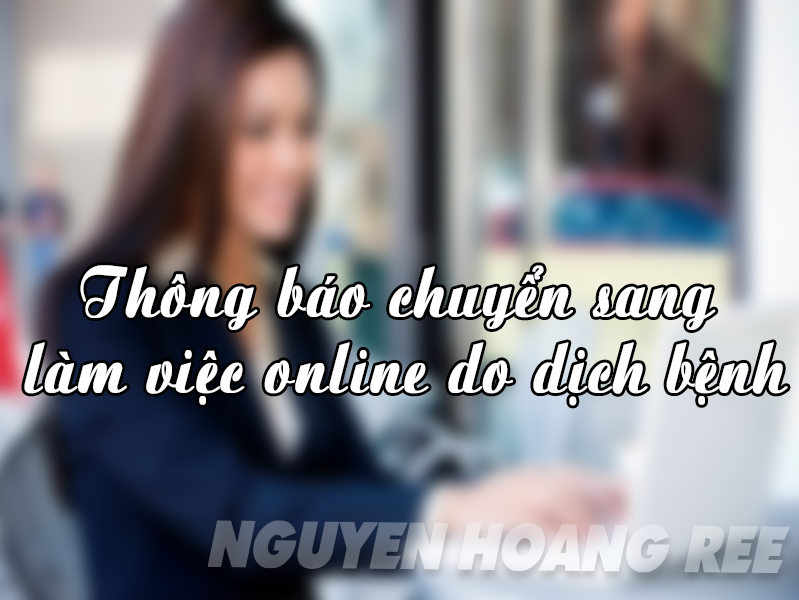 Thông báo chuyển sang
làm việc online do dịch bệnh
NGUYEN HOANG REE